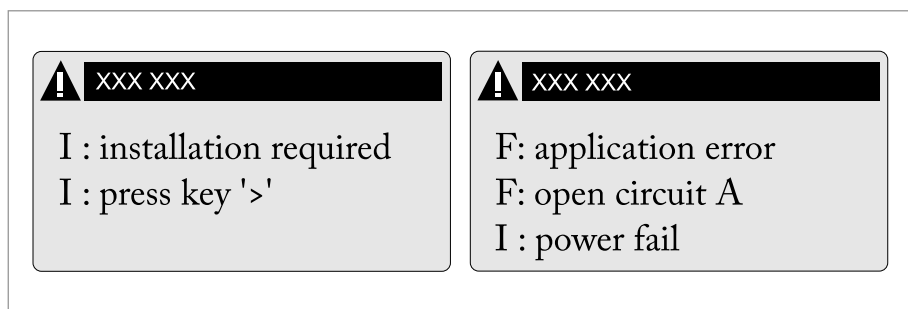 XXX XXX
I : installation required
I : press key '>'
XXX XXX
F: application error
F: open circuit A
I : power fail